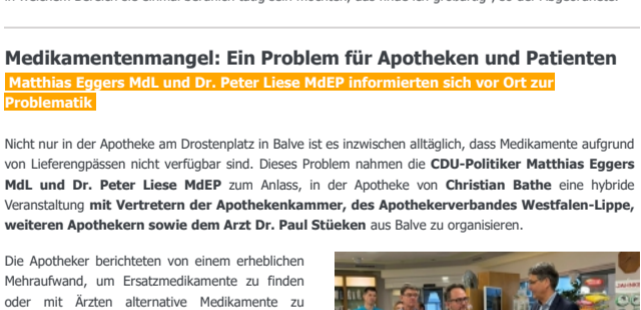 Medikamentenmangel: Ein Problem für Apotheken und Patienten
Matthias Eggers MdL und Dr. Peter Liese MdEP informierten sich vor Ort zur
Problematik
Nicht nur in der Apotheke am Drostenplatz in Balve ist es inzwischen alltäglich, dass Medikamente aufgrund
von Lieferengpässen nicht verfügbar sind. Dieses Problem nahmen die CDU-Politiker Matthias Eggers
MdL und Dr. Peter Liese MdEP zum Anlass, in der Apotheke von Christian Bathe eine hybride
Veranstaltung mit Vertretern der Apothekenkammer, des Apothekerverbandes Westfalen-Lippe,
weiteren Apothekern sowie dem Arzt Dr. Paul Stüeken aus Balve zu organisieren.
Die Apotheker berichteten von einem erheblichen
Mehraufwand, um Ersatzmedikamente zu finden
oder mit Ärzten alternative Medikamente zu